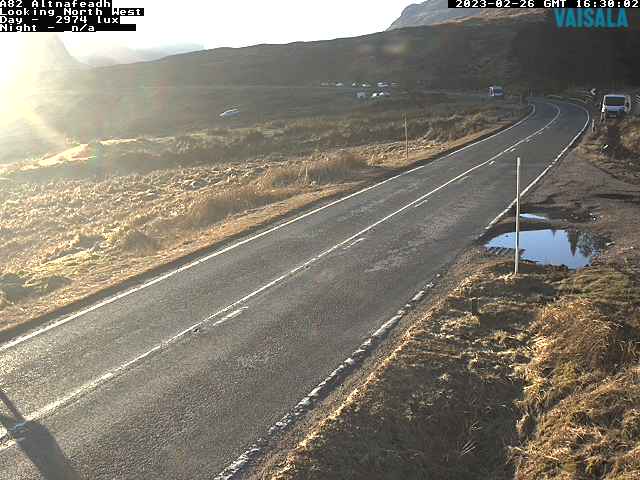 A82 Altnafeadh
Looking North West
Day - 2974 lux
Night - n/a
2023-02-26 GMT 16:30:02
VAISALA